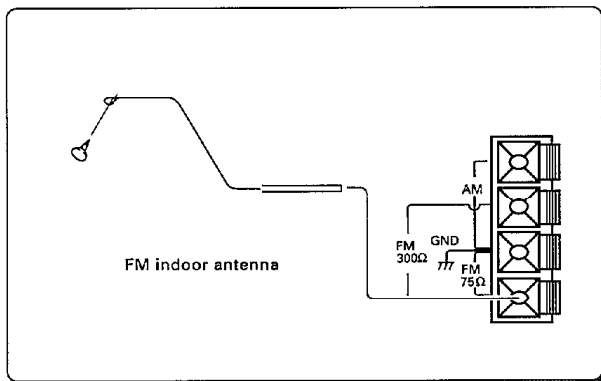 AM
FM
300Ω
GND
FM
75Ω
FM indoor antenna